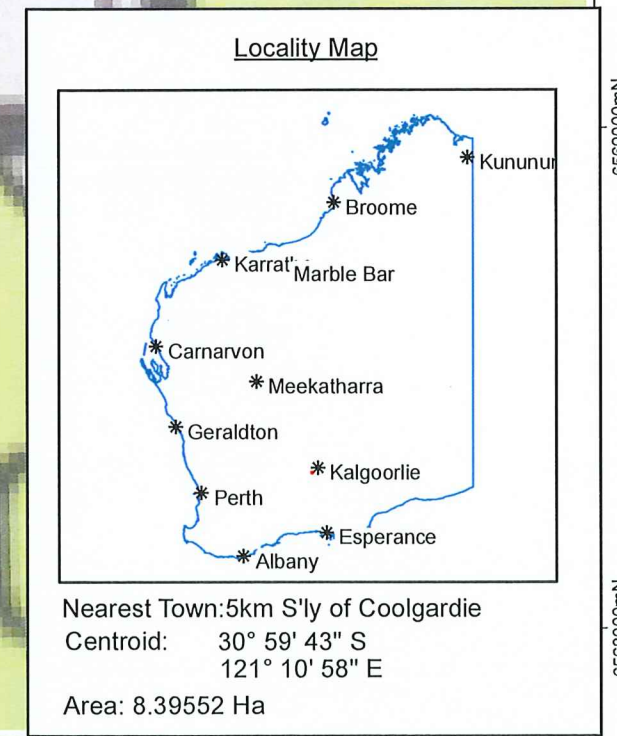 Locality Map
Kununur
Broome
Karrat'
Marble Bar
Carnarvon
Meekatharra
Geraldton
Kalgoorlie
Perth
Esperance
Albany
Nearest Town:5km S'ly of Coolgardie
Centroid: 30° 59' 43" S
121° 10' 58" E
Area: 8.39552 Ha